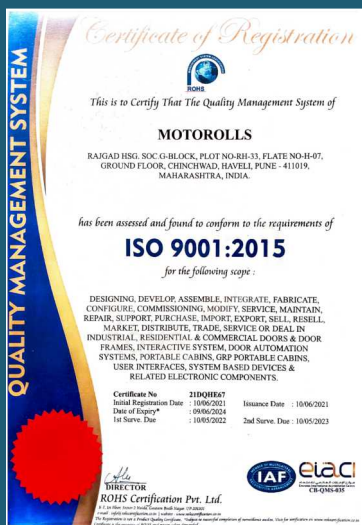 QUALITY MANAGEMENT SYSTEM
Certificate of Registration
ROHS
This is to Certify That The Quality Management System of
MOTOROLLS
RAJGAD HSG. SOC.G-BLOCK, PLOT NO-RH-33, FLATE NO-H-07,
GROUND FLOOR, CHINCHWAD, HAVELI, PUNE - 411019,
MAHARASHTRA, INDIA.
has been assessed and found to conform to the requirements of
ISO 9001:2015
for the following scope :
DESIGNING, DEVELOP, ASSEMBLE, INTEGRATE, FABRICATE,
CONFIGURE, COMMISSIONING, MODIFY, SERVICE, MAINTAIN,
REPAIR, SUPPORT, PURCHASE, IMPORT, EXPORT, SELL, RESELL,
MARKET, DISTRIBUTE, TRADE, SERVICE OR DEAL IN
INDUSTRIAL, RESIDENTIAL & COMMERCIAL DOORS & DOOR
FRAMES, INTERACTIVE SYSTEM, DOOR AUTOMATION
SYSTEMS, PORTABLE CABINS, GRP PORTABLE CABINS,
USER INTERFACES, SYSTEM BASED DEVICES &
RELATED ELECTRONIC COMPONENTS.
Certificate No 21DQHE67
Initial Registration Date : 10/06/2021 Issuance Date : 10/06/2021
Date of Expiry* : 09/06/2024
1st Surve. Due : 10/05/2022 2nd Surve. Due : 10/05/2023
DIRECTOR
ROHS Certification Pvt. Ltd.
IAF
eiac
CB-QMS-035